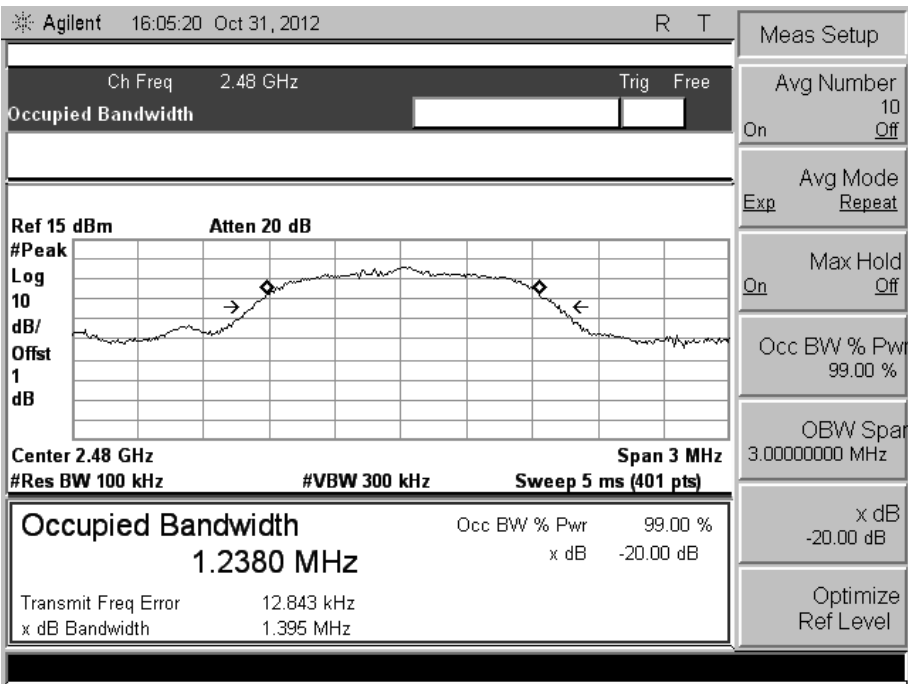 Agilent 16:05:20 Oct 31, 2012 R T
Ch Freq 2.48 GHz Trig Free
Occupied Bandwidth
Ref 15 dBm Atten 20 dB
#Peak
Log
10
dB/
Offst
1
dB
Center 2.48 GHz Span 3 MHz
#Res BW 100 kHz #VBW 300 kHz Sweep 5 ms (401 pts)
Occupied Bandwidth
1.2380 MHz
Occ BW % Pwr 99.00 %
x dB -20.00 dB
Transmit Freq Error 12.843 kHz
x dB Bandwidth 1.395 MHz
Meas Setup
Avg Number
10
On Off
Avg Mode
Exp Repeat
Max Hold
On Off
Occ BW % Pwr
99.00 %
OBW Span
3.00000000 MHz
x dB
-20.00 dB
Optimize
Ref Level